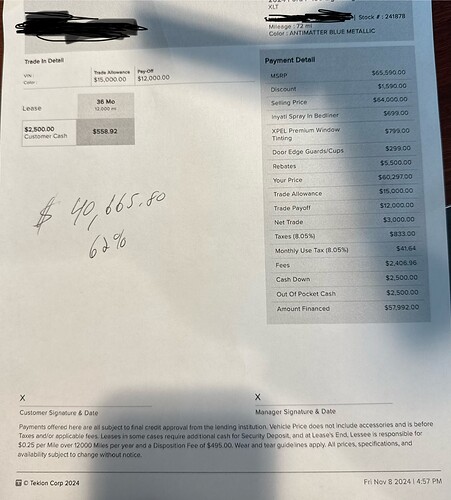 XLT
Stock # : 241878
Mileage : 72 mi
Color : ANTIMATTER BLUE METALLIC
Trade In Detail
VIN :
Color :
Trade Allowance
$15,000.00
Pay-Off
$12,000.00
Lease
36 Mo
12,000 mi
$2,500.00
Customer Cash
$558.92
$ 40,665.80
62%
Payment Detail
MSRP $65,590.00
Discount $1,590.00
Selling Price $64,000.00
Inyati Spray In Bedliner $699.00
XPEL Premium Window
Tinting $799.00
Door Edge Guards/Cups $299.00
Rebates $5,500.00
Your Price $60,297.00
Trade Allowance $15,000.00
Trade Payoff $12,000.00
Net Trade $3,000.00
Taxes (8.05%) $833.00
Monthly Use Tax (8.05%) $41.64
Fees $2,406.96
Cash Down $2,500.00
Out Of Pocket Cash $2,500.00
Amount Financed $57,992.00
X
Customer Signature & Date
X
Manager Signature & Date
Payments offered here are all subject to final credit approval from the lending institution. Vehicle Price does not include accessories and is before
Taxes and/or applicable fees. Leases in some cases require additional cash for Security Deposit, and at Lease's End, Lessee is responsible for
$0.25 per Mile over 12000 Miles per year and a Disposition Fee of $495.00. Wear and tear guidelines apply. All prices, specifications, and
availability subject to change without notice.
© Tekion Corp 2024
Fri Nov 8 2024 | 4:57 PM